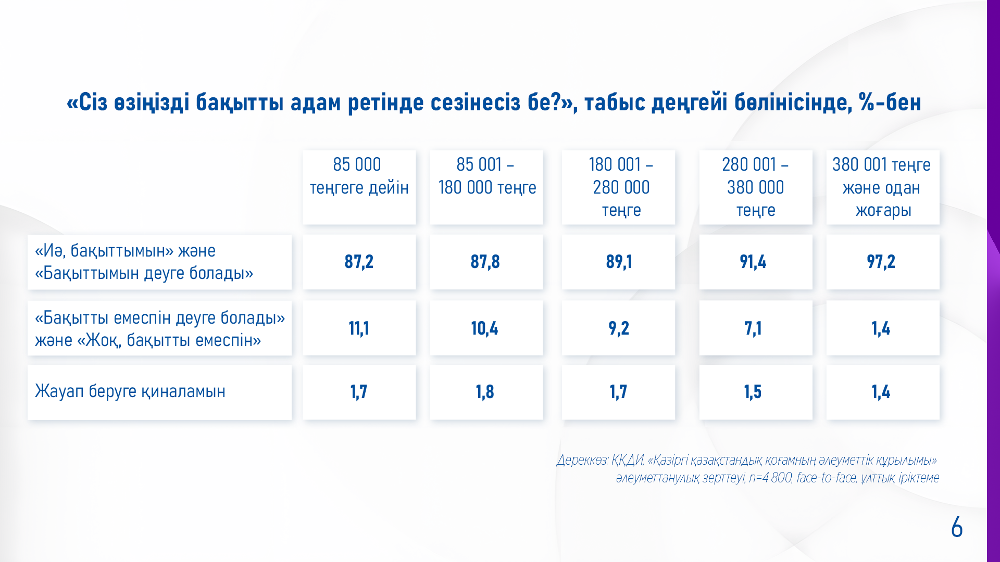 «Сіз өзіңізді бақытты адам ретінде сезінесіз бе?», табыс деңгейі бөлінісінде, %-бен
85 000
теңгеге дейін
85 001 –
180 000 теңге
180 001 –
280 000
теңге
280 001 –
380 000
теңге
380 001 теңге
және одан
жоғары
«Иә, бақыттымын» және
«Бақыттымын деуге болады»
87,2
87,8
89,1
91,4
97,2
«Бақытты емеспін деуге болады»
және «Жоқ, бақытты емеспін»
11,1
10,4
9,2
7,1
1,4
Жауап беруге қиналамын
1,7
1,8
1,7
1,5
1,4
Дереккөз: ҚҚДИ, «Қазіргі қазақстандық қоғамның әлеуметтік құрылымы»
әлеуметтанулық зерттеуі, n=4 800, face-to-face, ұлттық іріктеме
6